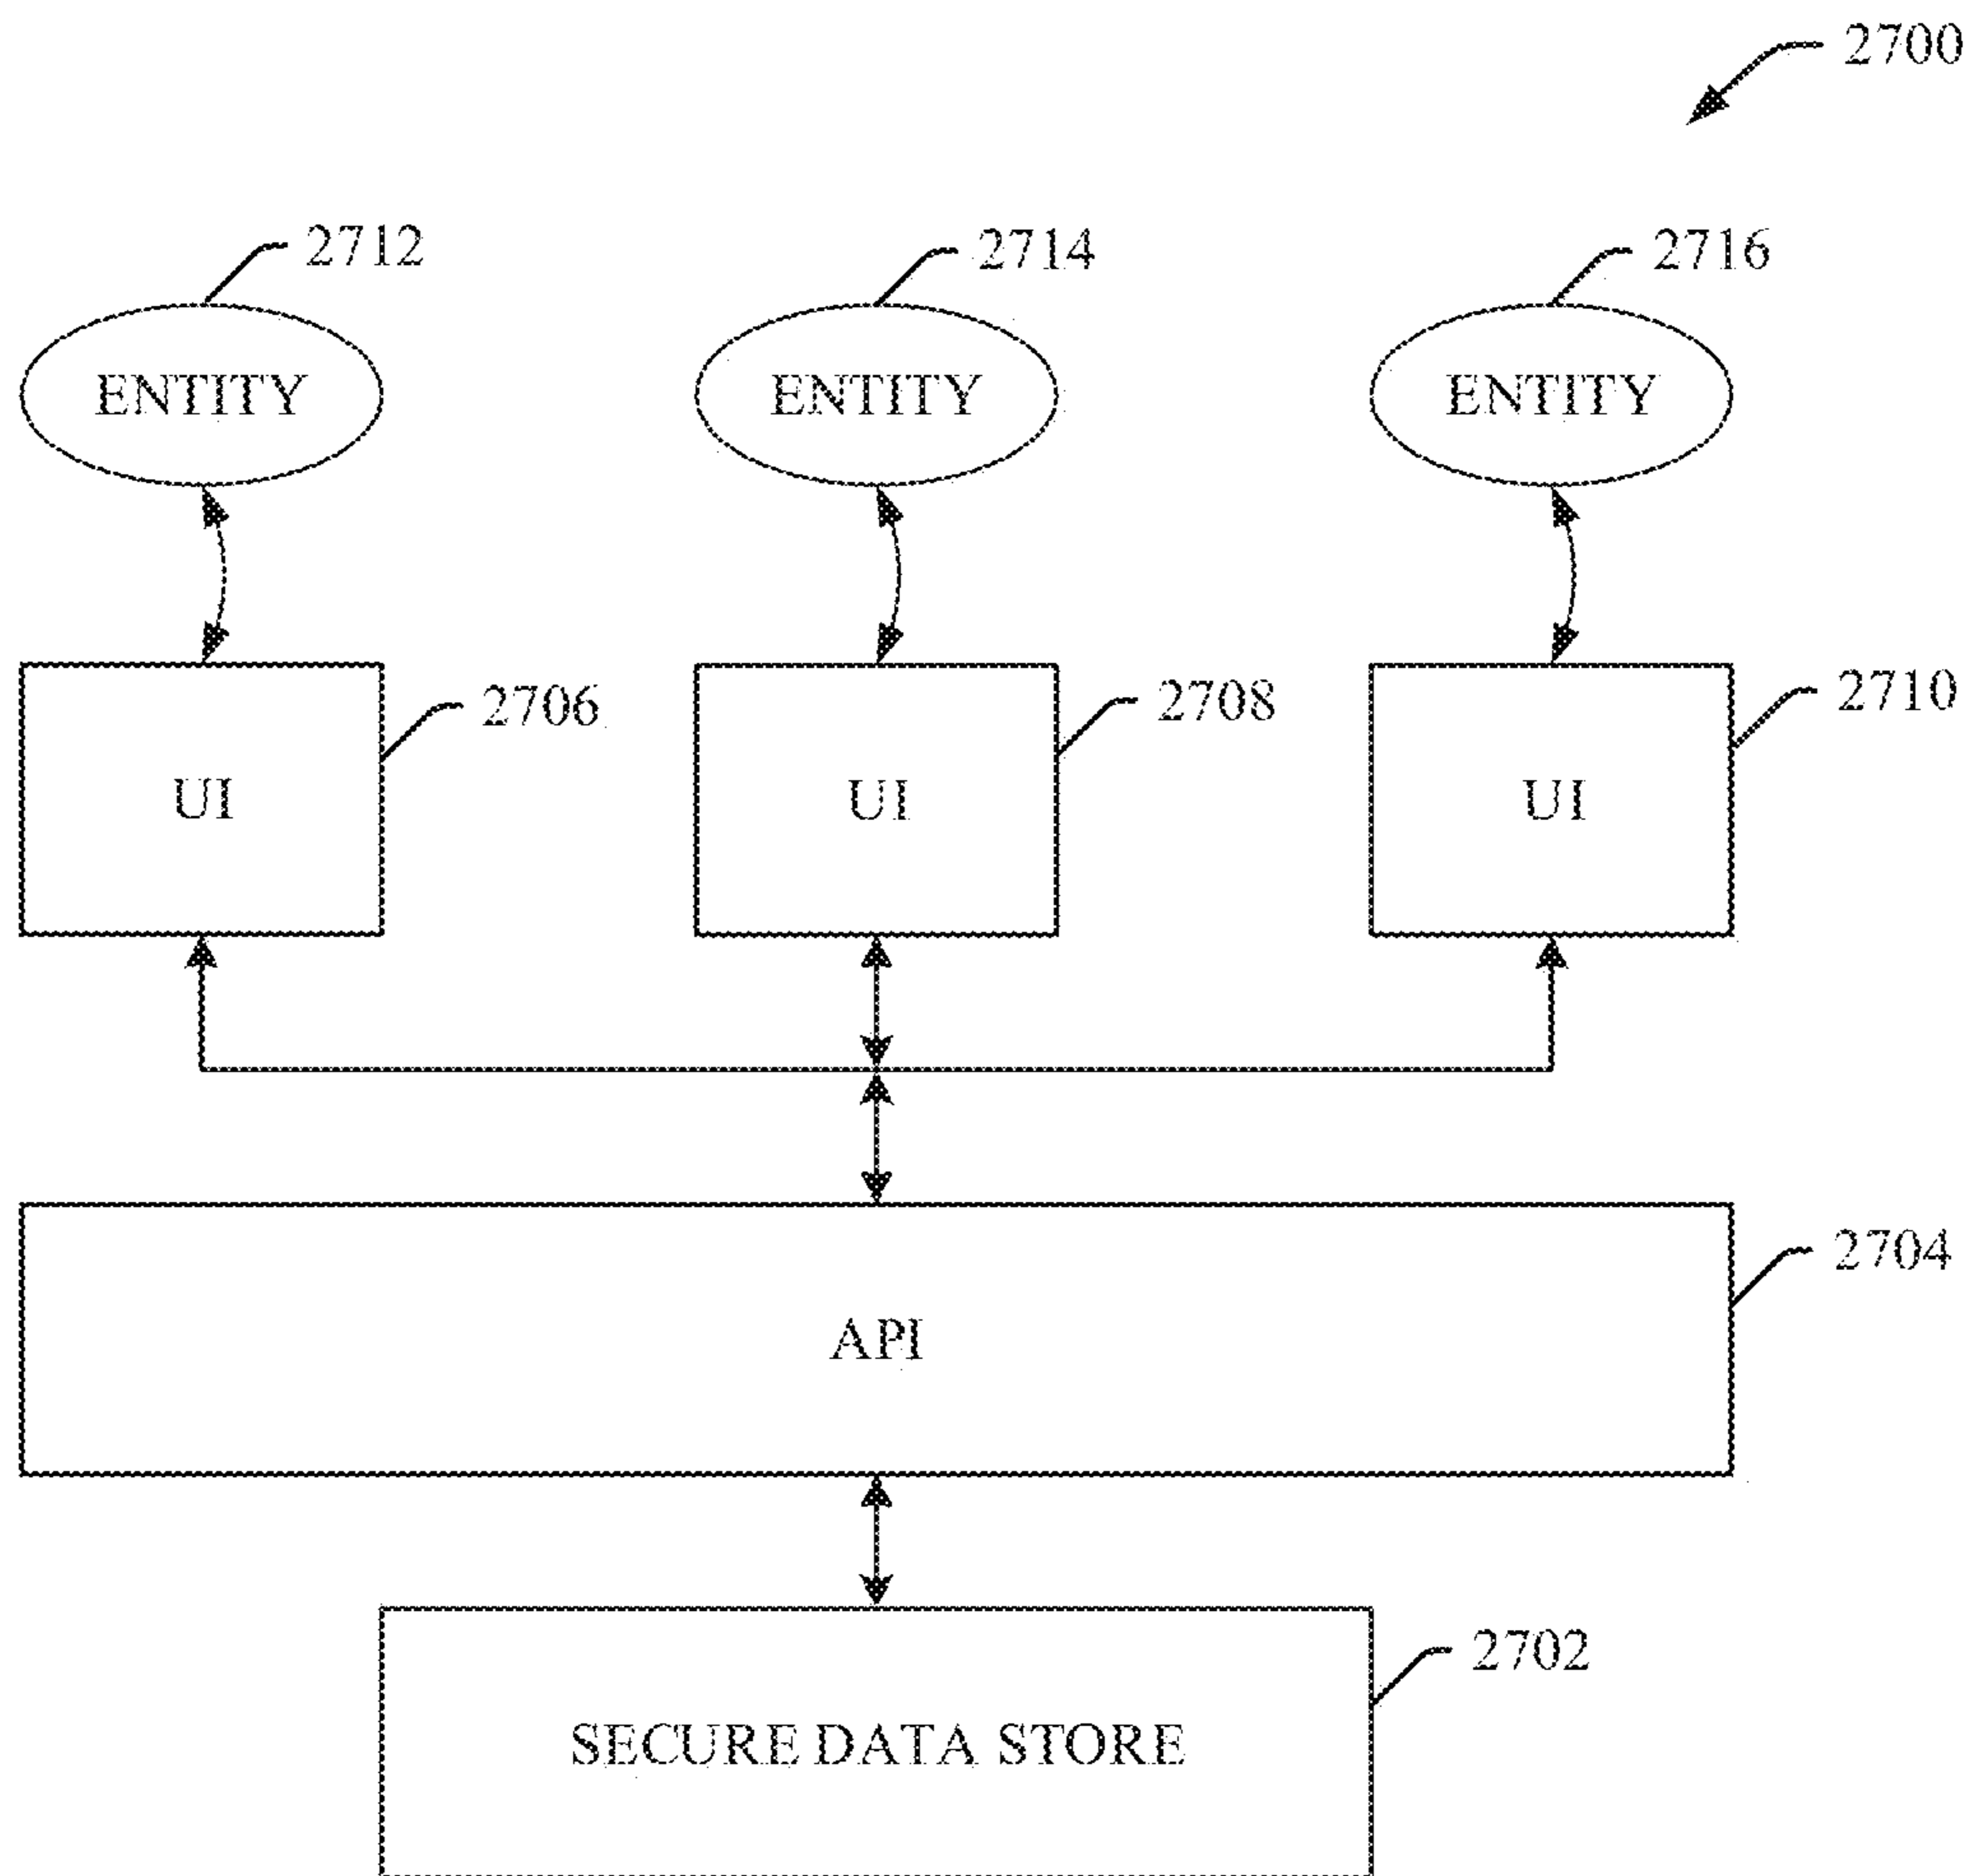 2700
2712 2714 2716
ENTITY ENTITY ENTITY
2706 2708 2710
UI UI UI
2704
API
2702
SECURE DATA STORE